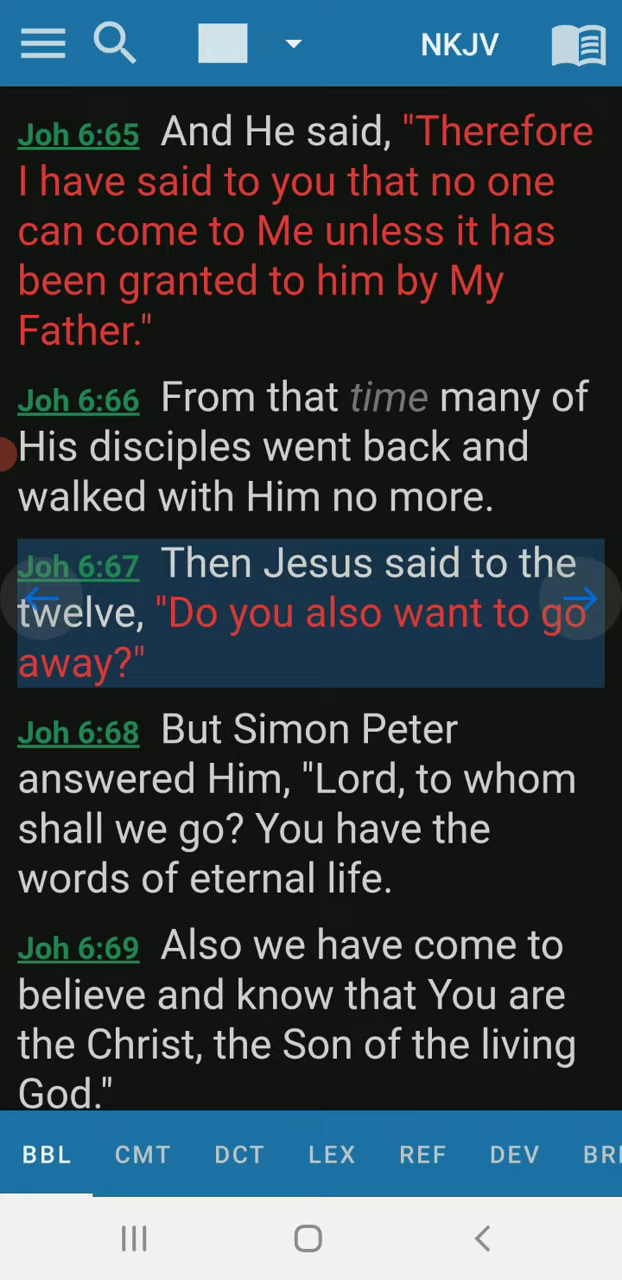 NKJV
Joh 6:65 And He said, "Therefore
I have said to you that no one
can come to Me unless it has
been granted to him by My
Father."
Joh 6:66 From that time many of
His disciples went back and
walked with Him no more.
Joh 6:67 Then Jesus said to the
twelve, "Do you also want to go
away?"
Joh 6:68 But Simon Peter
answered Him, "Lord, to whom
shall we go? You have the
words of eternal life.
Joh 6:69 Also we have come to
believe and know that You are
the Christ, the Son of the living
God."
BBL CMT DCT LEX REF DEV BRI